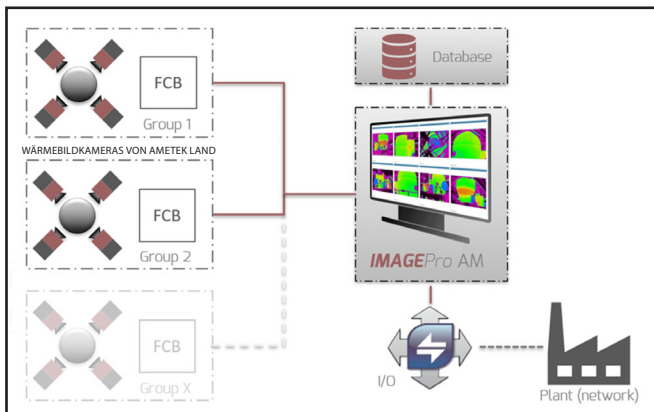 FCB
Group 1
WÄRMEBILDKAMERAS VON AMETEK LAND
FCB
Group 2
FCB
Group X
Database
IMAGEPro AM
I/O
Plant (network)